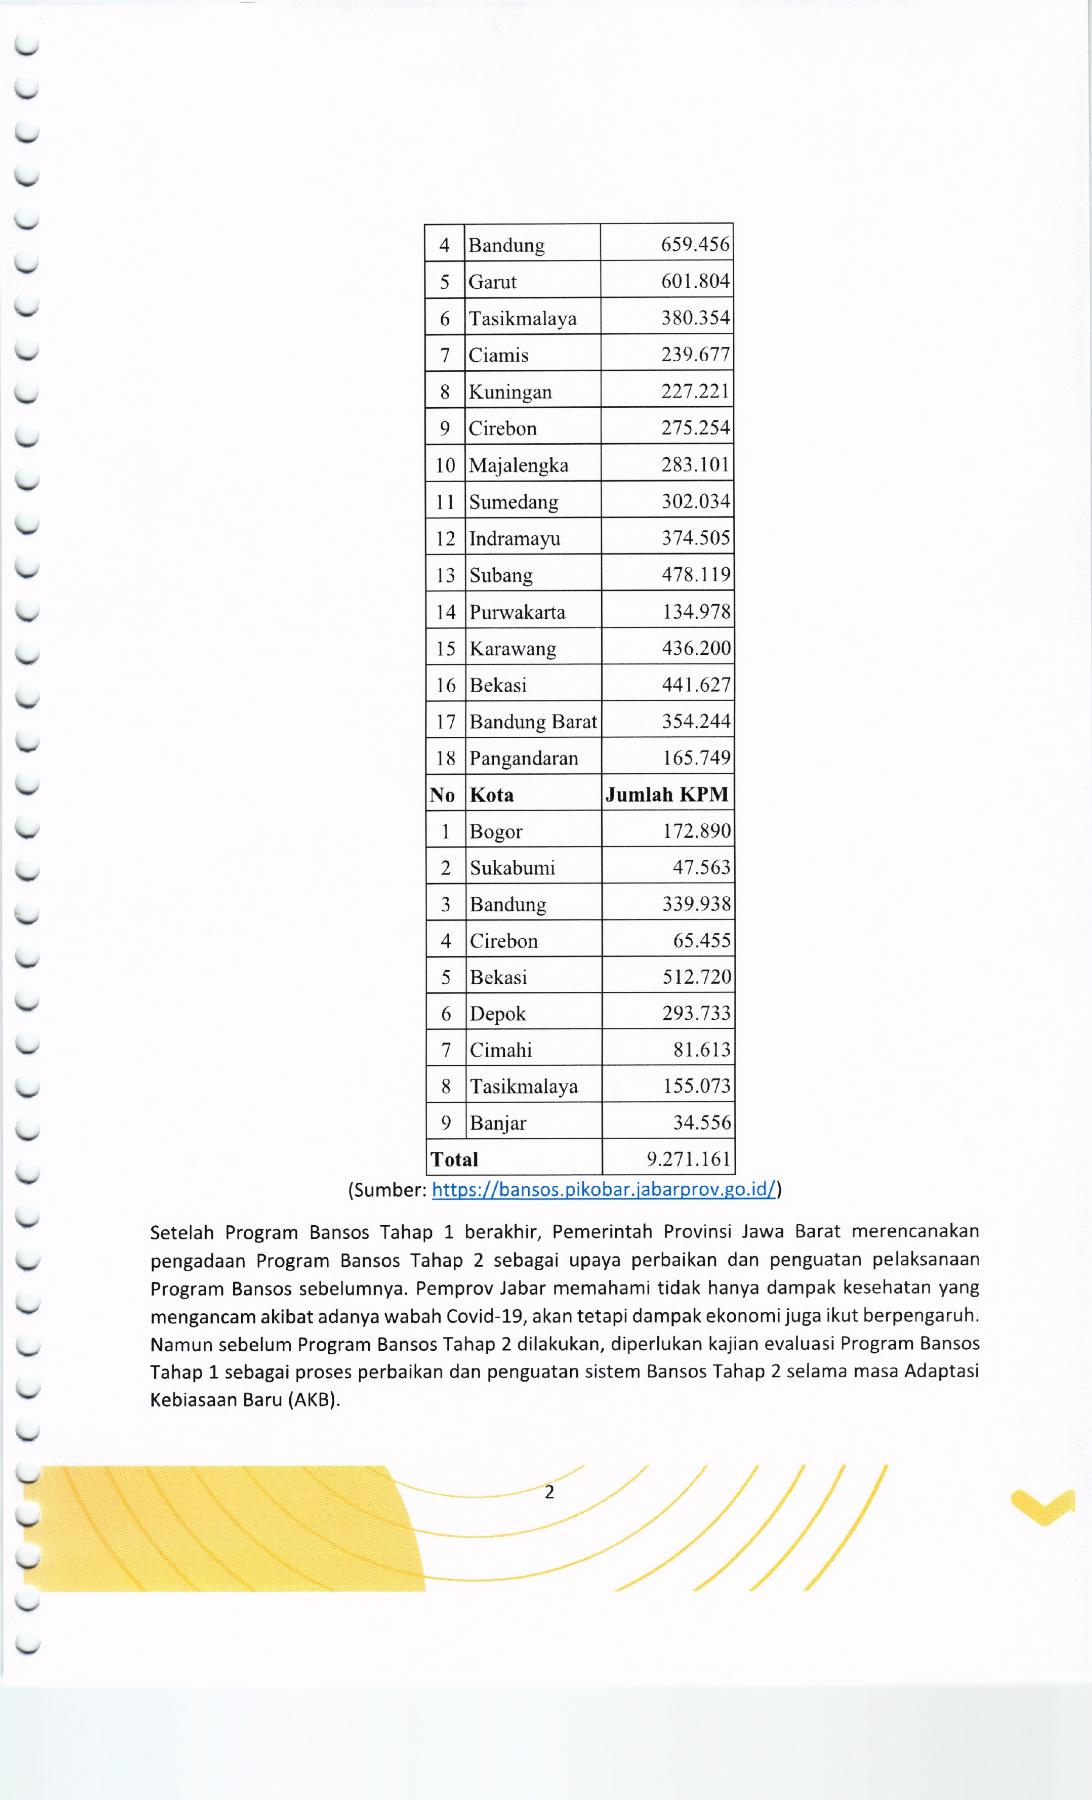 4 Bandung 659.456
5 Garut 601.804
6 Tasikmalaya 380.354
7 Ciamis 239.677
8 Kuningan 227.221
9 Cirebon 275.254
10 Majalengka 283.101
11 Sumedang 302.034
12 Indramayu 374.505
13 Subang 478.119
14 Purwakarta 134.978
15 Karawang 436.200
16 Bekasi 441.627
17 Bandung Barat 354.244
18 Pangandaran 165.749
No Kota Jumlah KPM
1 Bogor 172.890
2 Sukabumi 47.563
3 Bandung 339.938
4 Cirebon 65.455
5 Bekasi 512.720
6 Depok 293.733
7 Cimahi 81.613
8 Tasikmalaya 155.073
9 Banjar 34.556
Total 9.271.161
(Sumber: https://bansos.pikobar.jabarprov.go.id/)
Setelah Program Bansos Tahap 1 berakhir, Pemerintah Provinsi Jawa Barat merencanakan
pengadaan Program Bansos Tahap 2 sebagai upaya perbaikan dan penguatan pelaksanaan
Program Bansos sebelumnya. Pemprov Jabar memahami tidak hanya dampak kesehatan yang
mengancam akibat adanya wabah Covid-19, akan tetapi dampak ekonomi juga ikut berpengaruh.
Namun sebelum Program Bansos Tahap 2 dilakukan, diperlukan kajian evaluasi Program Bansos
Tahap 1 sebagai proses perbaikan dan penguatan sistem Bansos Tahap 2 selama masa Adaptasi
Kebiasaan Baru (AKB).
2